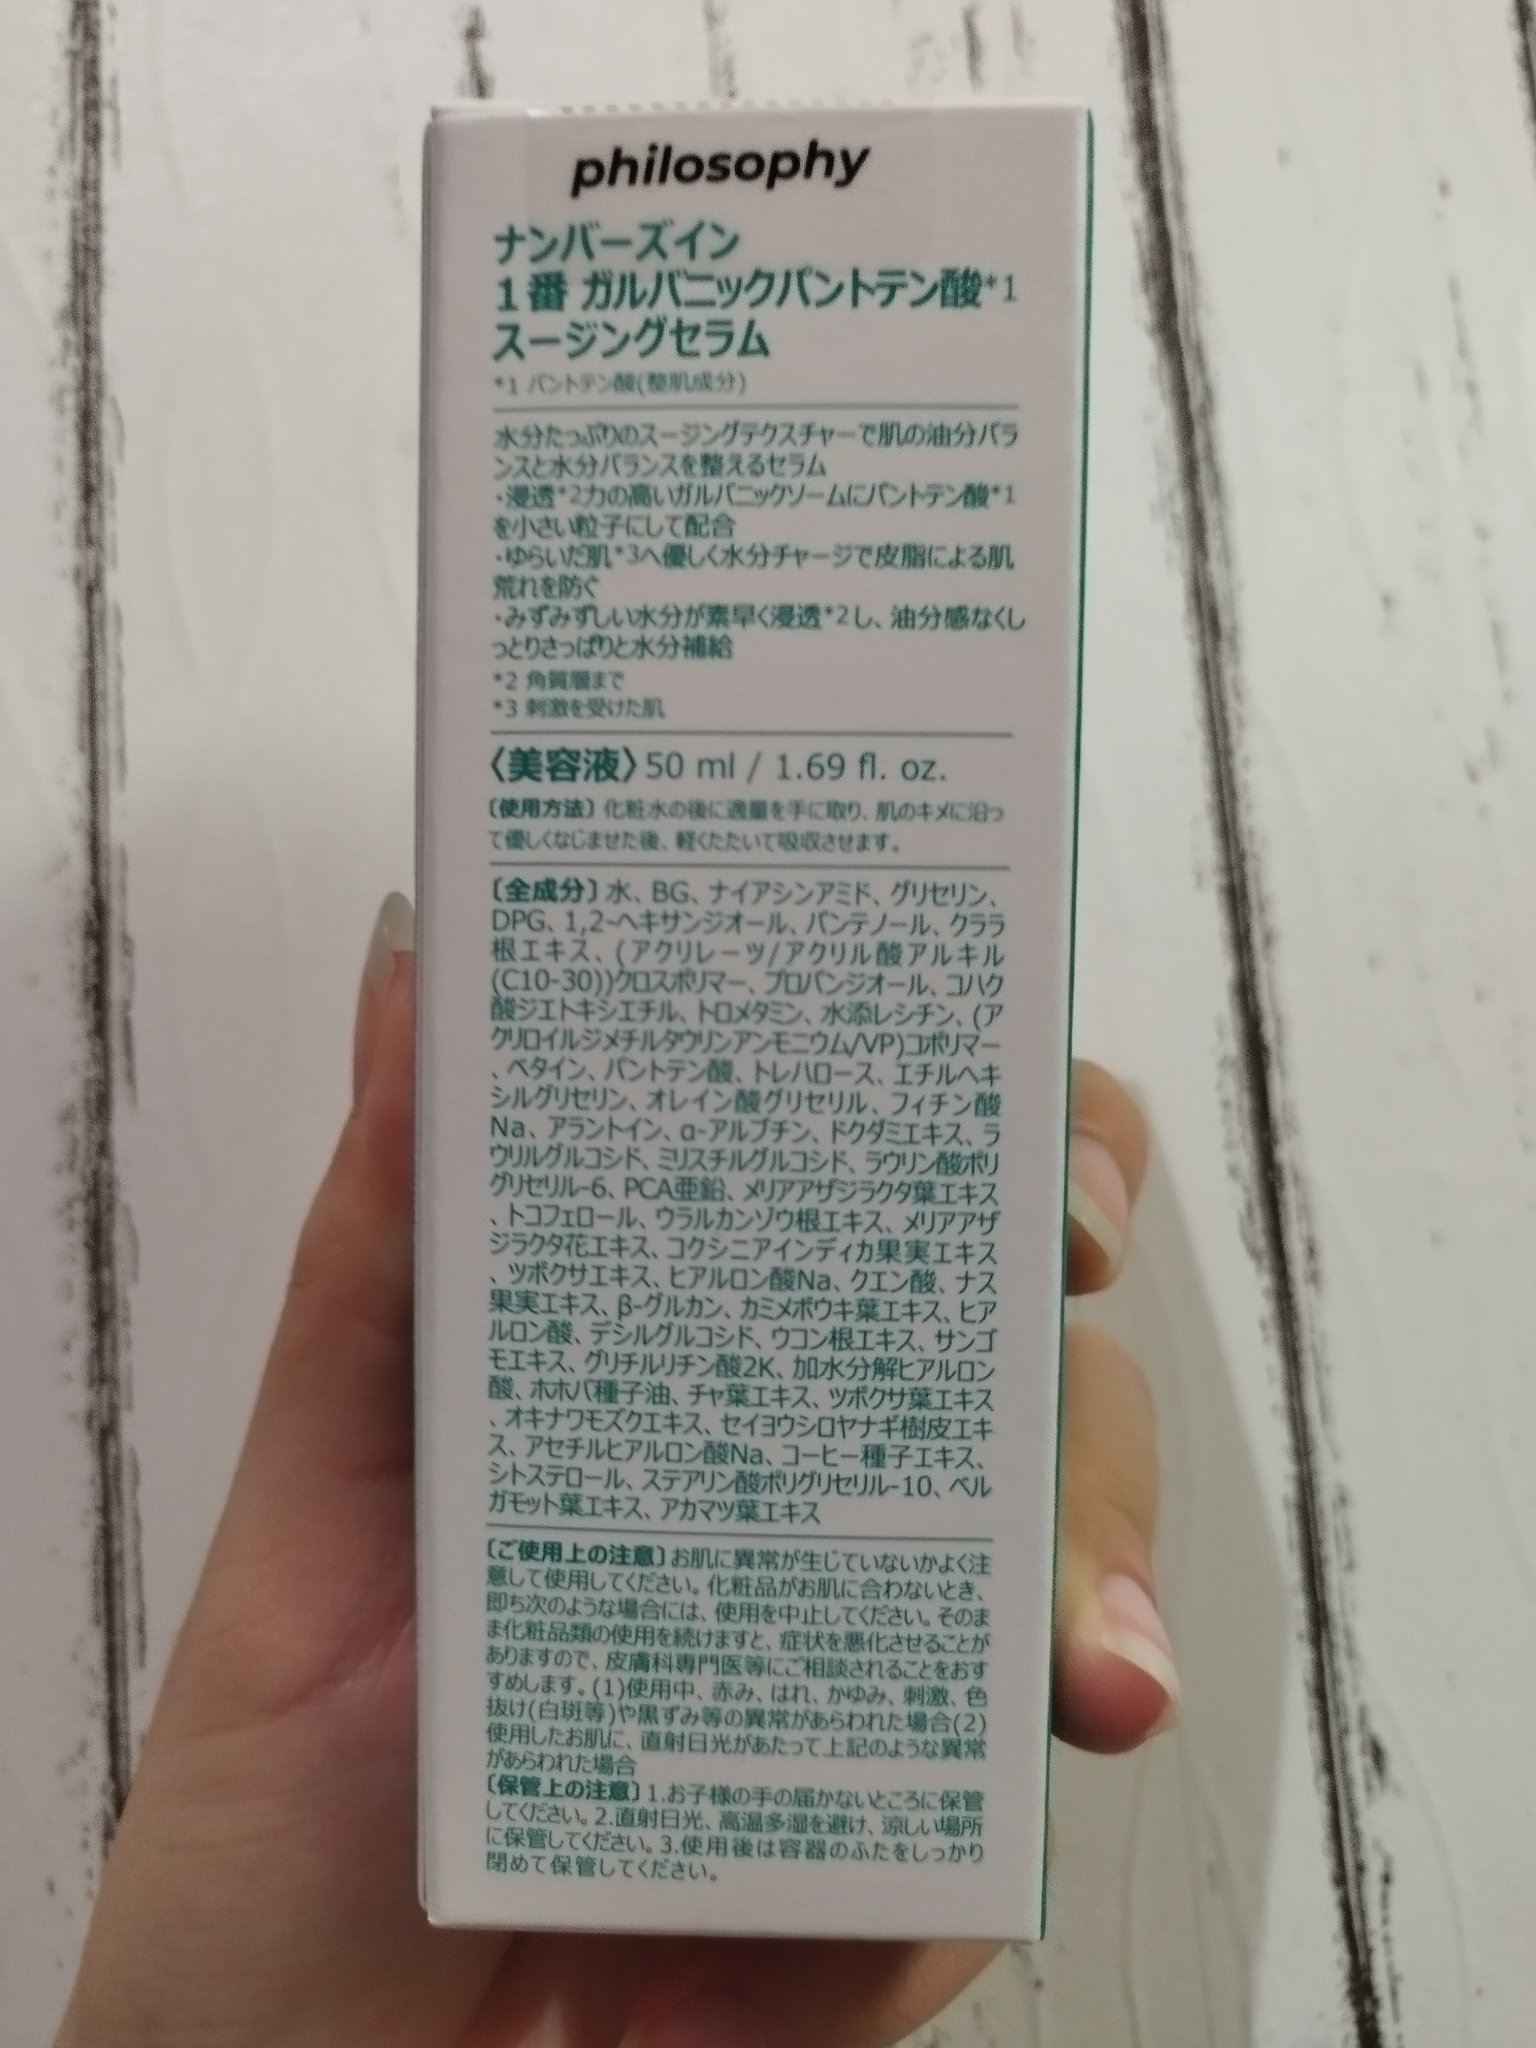 philosophy
ナンバーズイン
1番 ガルバニックパントテン酸*1
スージングセラム
*1 パントテン酸(整肌成分)
水分たっぷりのスージングテクスチャーで肌の油分バラ
ンスと水分バランスを整えるセラム
・浸透*2力の高いガルバニックソームにパントテン酸*1
を小さい粒子にして配合
・ゆらいだ肌*3へ優しく水分チャージで皮脂による肌
荒れを防ぐ
・みずみずしい水分が素早く浸透*2し、油分感なくし
っとりさっぱりと水分補給
*2 角質層まで
*3 刺激を受けた肌
〈美容液〉50 ml / 1.69 fl. oz.
〔使用方法〕化粧水の後に適量を手に取り、肌のキメに沿っ
て優しくなじませた後、軽くたたいて吸収させます。
〔全成分〕水、BG、ナイアシンアミド、グリセリン、
DPG、1,2-ヘキサンジオール、パンテノール、クララ
根エキス、(アクリレーツ/アクリル酸アルキル
(C10-30))クロスポリマー、プロパンジオール、コハク
酸ジエトキシエチル、トロメタミン、水添レシチン、(ア
クリロイルジメチルタウリンアンモニウム/VP)コポリマー
、ベタイン、パントテン酸、トレハロース、エチルヘキ
シルグリセリン、オレイン酸グリセリル、フィチン酸
Na、アラントイン、α-アルブチン、ドクダミエキス、ラ
ウリルグルコシド、ミリスチルグルコシド、ラウリン酸ポリ
グリセリル-6、PCA亜鉛、メリアアザジラクタ葉エキス
、トコフェロール、ウラルカンゾウ根エキス、メリアアザ
ジラクタ花エキス、コクシニアインディカ果実エキス
、ツボクサエキス、ヒアルロン酸Na、クエン酸、ナス
果実エキス、β-グルカン、カミメボウキ葉エキス、ヒア
ルロン酸、デシルグルコシド、ウコン根エキス、サンゴ
モエキス、グリチルリチン酸2K、加水分解ヒアルロン
酸、ホホバ種子油、チャ葉エキス、ツボクサ葉エキス
、オキナワモズクエキス、セイヨウシロヤナギ樹皮エキ
ス、アセチルヒアルロン酸Na、コーヒー種子エキス、
シトステロール、ステアリン酸ポリグリセリル-10、ベル
ガモット葉エキス、アカマツ葉エキス
〔ご使用上の注意〕お肌に異常が生じていないかよく注
意して使用してください。化粧品がお肌に合わないとき、
即ち次のような場合には、使用を中止してください。そのま
ま化粧品類の使用を続けますと、症状を悪化させることが
ありますので、皮膚科専門医等にご相談されることをおす
すめします。(1)使用中、赤み、はれ、かゆみ、刺激、色
抜け(白斑等)や黒ずみ等の異常があらわれた場合(2)
使用したお肌に、直射日光があたって上記のような異常
があらわれた場合
〔保管上の注意〕1.お子様の手の届かないところに保管
してください。2.直射日光、高温多湿を避け、涼しい場所
に保管してください。3.使用後は容器のふたをしっかり
閉めて保管してください。